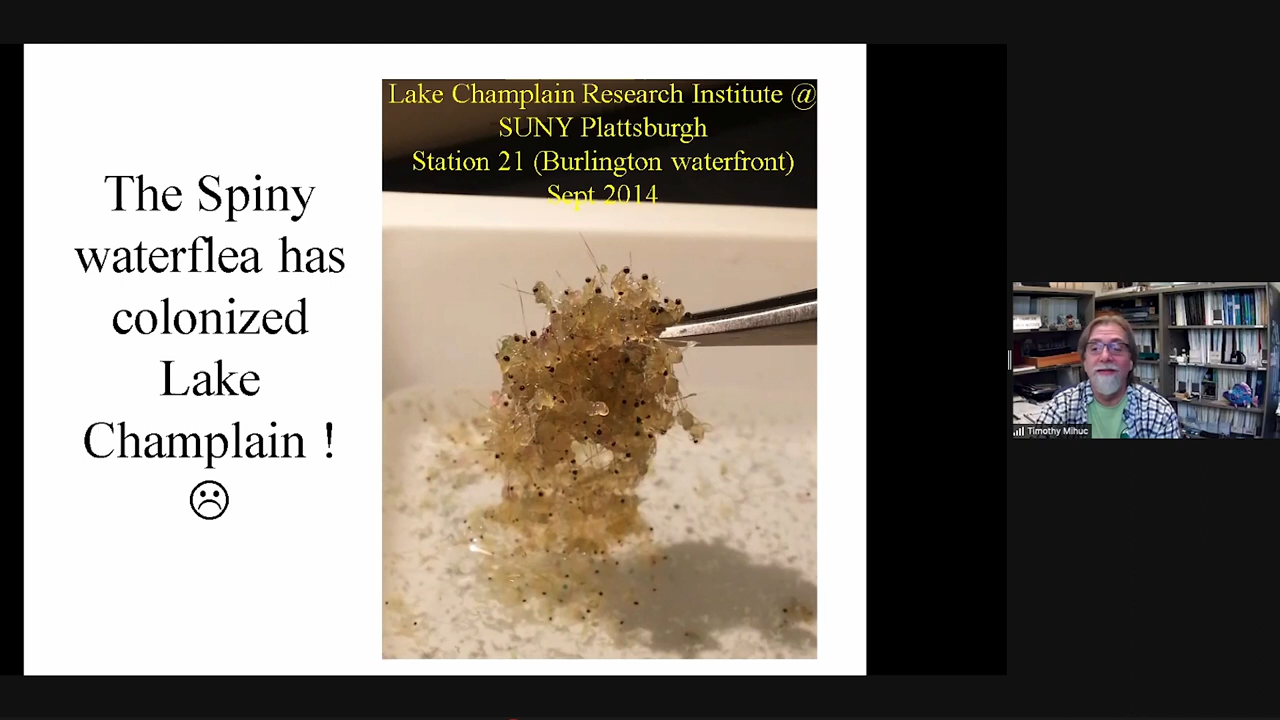 The Spiny
waterflea has
colonized
Lake
Champlain !
☹
Lake Champlain Research Institute @
SUNY Plattsburgh
Station 21 (Burlington waterfront)
Sept 2014
Timothy Mihuc